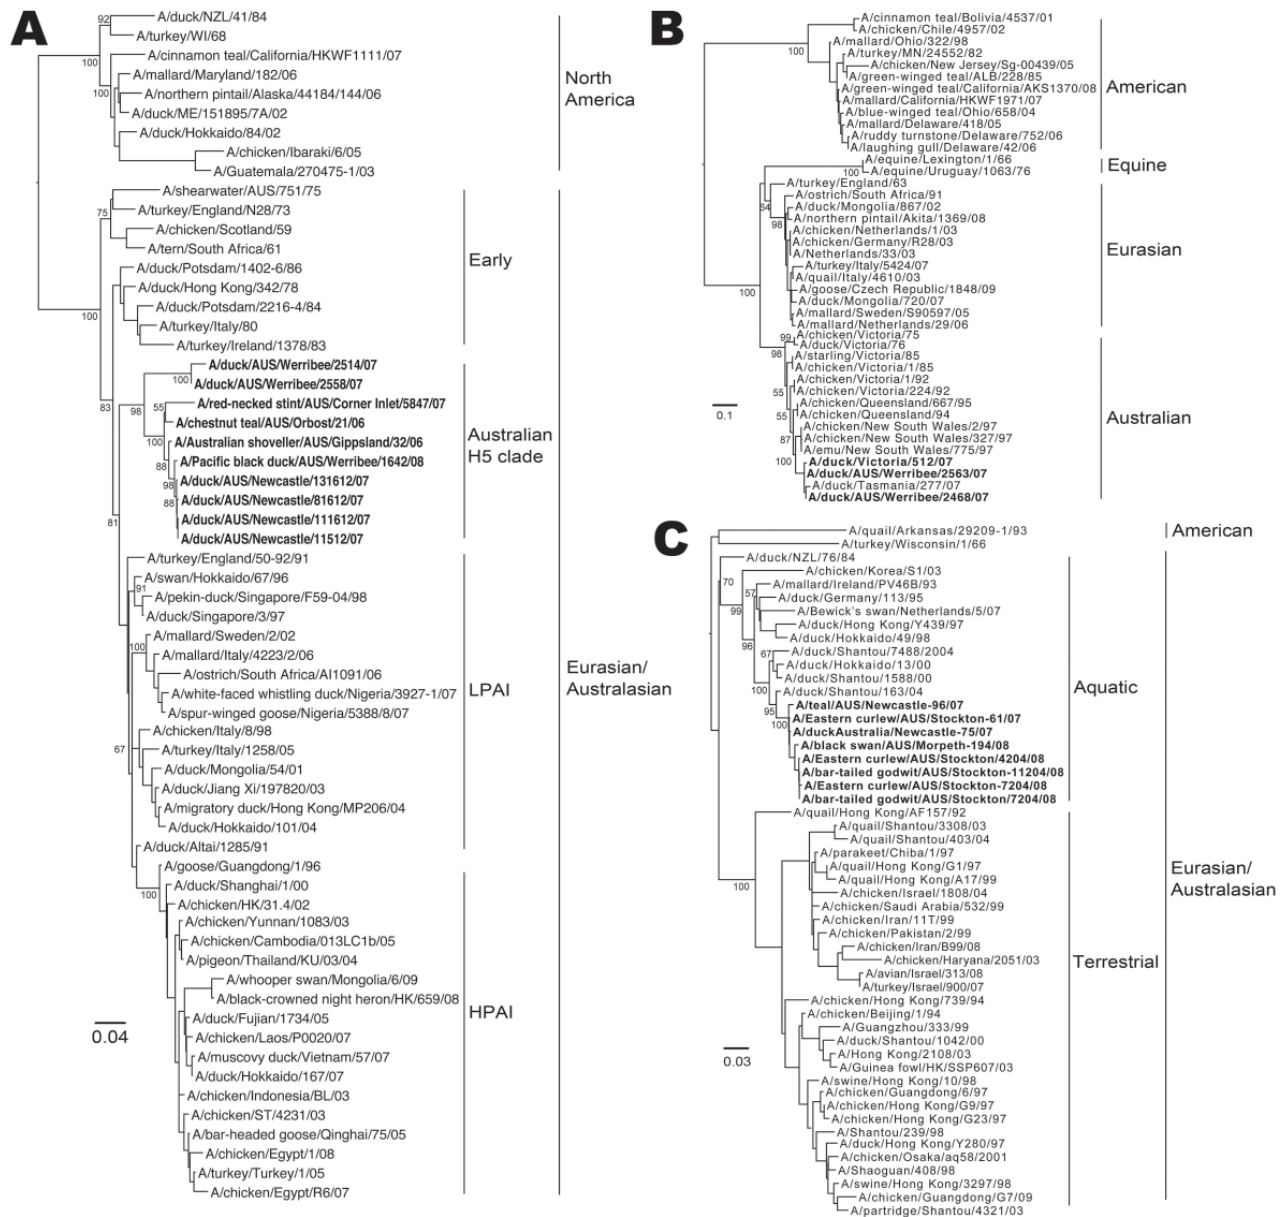 A
A/duck/NZL/41/84
92
A/turkey/WI/68
A/cinnamon teal/California/HKWF1111/07
100
A/mallard/Maryland/182/06
A/northern pintail/Alaska/44184/144/06
100
A/duck/ME/151895/7A/02
A/duck/Hokkaido/84/02
A/chicken/Ibaraki/6/05
A/Guatemala/270475-1/03
North
America
A/shearwater/AUS/751/75
75
A/turkey/England/N28/73
A/chicken/Scotland/59
A/tern/South Africa/61
A/duck/Potsdam/1402-6/86
A/duck/Hong Kong/342/78
A/duck/Potsdam/2216-4/84
100
A/turkey/Italy/80
A/turkey/Ireland/1378/83
Early
A/duck/AUS/Werribee/2514/07
100
A/duck/AUS/Werribee/2558/07
83
98
55
A/red-necked stint/AUS/Corner Inlet/5847/07
A/chestnut teal/AUS/Orbost/21/06
100
A/Australian shoveller/AUS/Gippsland/32/06
88
A/Pacific black duck/AUS/Werribee/1642/08
98
A/duck/AUS/Newcastle/131612/07
88
A/duck/AUS/Newcastle/81612/07
A/duck/AUS/Newcastle/111612/07
81
A/duck/AUS/Newcastle/11512/07
Australian
H5 clade
A/turkey/England/50-92/91
A/swan/Hokkaido/67/96
91
A/pekin-duck/Singapore/F59-04/98
A/duck/Singapore/3/97
A/mallard/Sweden/2/02
100
A/mallard/Italy/4223/2/06
A/ostrich/South Africa/AI1091/06
A/white-faced whistling duck/Nigeria/3927-1/07
A/spur-winged goose/Nigeria/5388/8/07
A/chicken/Italy/8/98
67
A/turkey/Italy/1258/05
A/duck/Mongolia/54/01
A/duck/Jiang Xi/197820/03
A/migratory duck/Hong Kong/MP206/04
A/duck/Hokkaido/101/04
A/duck/Altai/1285/91
LPAI
Eurasian/
Australasian
A/goose/Guangdong/1/96
A/duck/Shanghai/1/00
100
A/chicken/HK/31.4/02
A/chicken/Yunnan/1083/03
A/chicken/Cambodia/013LC1b/05
A/pigeon/Thailand/KU/03/04
A/whooper swan/Mongolia/6/09
A/black-crowned night heron/HK/659/08
A/duck/Fujian/1734/05
A/chicken/Laos/P0020/07
A/muscovy duck/Vietnam/57/07
A/duck/Hokkaido/167/07
A/chicken/Indonesia/BL/03
A/chicken/ST/4231/03
A/bar-headed goose/Qinghai/75/05
A/chicken/Egypt/1/08
A/turkey/Turkey/1/05
A/chicken/Egypt/R6/07
HPAI
0.04
B
A/cinnamon teal/Bolivia/4537/01
A/chicken/Chile/4957/02
A/mallard/Ohio/322/98
100
A/turkey/MN/24552/82
A/chicken/New Jersey/Sg-00439/05
A/green-winged teal/ALB/228/85
A/green-winged teal/California/AKS1370/08
A/mallard/California/HKWF1971/07
A/blue-winged teal/Ohio/658/04
A/mallard/Delaware/418/05
A/ruddy turnstone/Delaware/752/06
A/laughing gull/Delaware/42/06
American
A/equine/Lexington/1/66
100
A/equine/Uruguay/1063/76
Equine
A/turkey/England/63
A/ostrich/South Africa/91
64
A/duck/Mongolia/867/02
A/northern pintail/Akita/1369/08
98
A/chicken/Netherlands/1/03
A/chicken/Germany/R28/03
A/Netherlands/33/03
A/turkey/Italy/5424/07
A/quail/Italy/4610/03
100
A/goose/Czech Republic/1848/09
A/duck/Mongolia/720/07
A/mallard/Sweden/S90597/05
A/mallard/Netherlands/29/06
Eurasian
A/chicken/Victoria/75
99
A/duck/Victoria/76
98
A/starling/Victoria/85
A/chicken/Victoria/1/85
A/chicken/Victoria/1/92
55
A/chicken/Victoria/224/92
A/chicken/Queensland/667/95
55
A/chicken/Queensland/94
A/chicken/New South Wales/2/97
87
A/chicken/New South Wales/327/97
A/emu/New South Wales/775/97
100
A/duck/Victoria/512/07
A/duck/AUS/Werribee/2563/07
A/duck/Tasmania/277/07
A/duck/AUS/Werribee/2468/07
Australian
0.1
C
A/quail/Arkansas/29209-1/93
A/turkey/Wisconsin/1/66
American
A/duck/NZL/76/84
A/chicken/Korea/S1/03
70
A/mallard/Ireland/PV46B/93
57
A/duck/Germany/113/95
99
A/Bewick's swan/Netherlands/5/07
A/duck/Hong Kong/Y439/97
A/duck/Hokkaido/49/98
96
A/duck/Shantou/7488/2004
67
A/duck/Hokkaido/13/00
A/duck/Shantou/1588/00
100
A/duck/Shantou/163/04
95
A/teal/AUS/Newcastle-96/07
A/Eastern curlew/AUS/Stockton-61/07
100
A/duckAustralia/Newcastle-75/07
A/black swan/AUS/Morpeth-194/08
A/Eastern curlew/AUS/Stockton/4204/08
A/bar-tailed godwit/AUS/Stockton-11204/08
A/Eastern curlew/AUS/Stockton-7204/08
A/bar-tailed godwit/AUS/Stockton/7204/08
Aquatic
A/quail/Hong Kong/AF157/92
A/quail/Shantou/3308/03
A/quail/Shantou/403/04
A/parakeet/Chiba/1/97
A/quail/Hong Kong/G1/97
A/quail/Hong Kong/A17/99
100
A/chicken/Israel/1808/04
A/chicken/Saudi Arabia/532/99
A/chicken/Iran/11T/99
A/chicken/Pakistan/2/99
A/chicken/Iran/B99/08
A/chicken/Haryana/2051/03
A/avian/Israel/313/08
A/turkey/Israel/900/07
A/chicken/Hong Kong/739/94
A/chicken/Beijing/1/94
A/Guangzhou/333/99
A/duck/Shantou/1042/00
A/Hong Kong/2108/03
A/Guinea fowl/HK/SSP607/03
A/swine/Hong Kong/10/98
A/chicken/Guangdong/6/97
A/chicken/Hong Kong/G9/97
A/chicken/Hong Kong/G23/97
A/Shantou/239/98
A/duck/Hong Kong/Y280/97
A/chicken/Osaka/aq58/2001
A/Shaoguan/408/98
A/swine/Hong Kong/3297/98
A/chicken/Guangdong/G7/09
A/partridge/Shantou/4321/03
Terrestrial
Eurasian/
Australasian
0.03